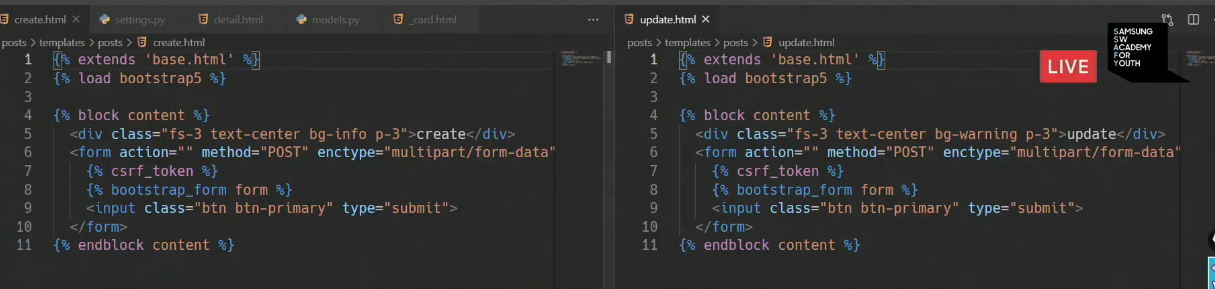 create.html
settings.py
detail.html
models.py
_card.html
...
posts > templates > posts > create.html
1 {% extends 'base.html' %}
2 {% load bootstrap5 %}
3
4 {% block content %}
5 <div class="fs-3 text-center bg-info p-3">create</div>
6 <form action="" method="POST" enctype="multipart/form-data"
7 {% csrf_token %}
8 {% bootstrap_form form %}
9 <input class="btn btn-primary" type="submit">
10 </form>
11 {% endblock content %}
update.html
posts > templates > posts > update.html
1 {% extends 'base.html' %}
2 {% load bootstrap5 %}
3
4 {% block content %}
5 <div class="fs-3 text-center bg-warning p-3">update</div>
6 <form action="" method="POST" enctype="multipart/form-data"
7 {% csrf_token %}
8 {% bootstrap_form form %}
9 <input class="btn btn-primary" type="submit">
10 </form>
11 {% endblock content %}
LIVE
SAMSUNG
SW
ACADEMY
FOR
YOUTH